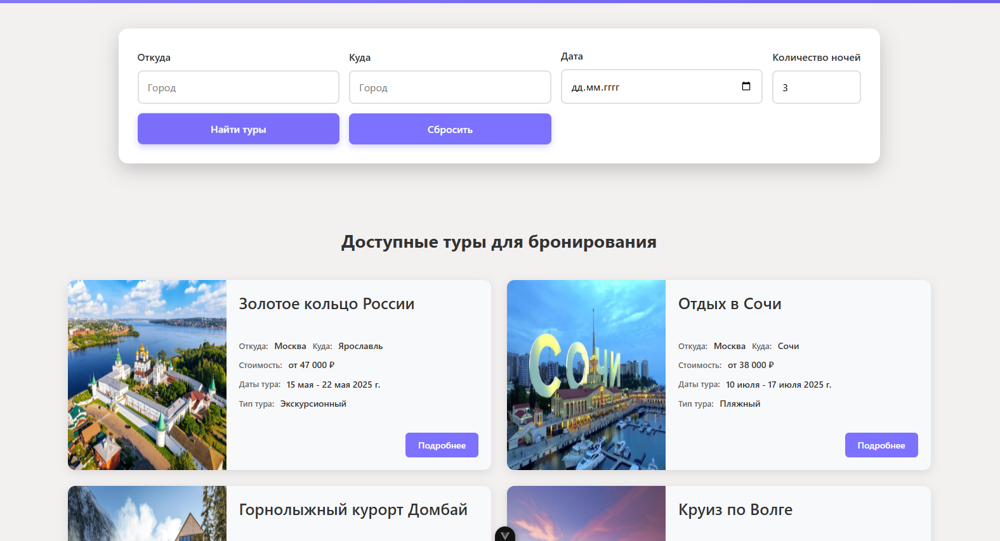 Откуда
Куда
Дата
Количество ночей
Город
Город
дд.мм.гггг
3
Найти туры
Сбросить
Доступные туры для бронирования
Золотое кольцо России
Откуда: Москва Куда: Ярославль
Стоимость: от 47 000 ₽
Даты тура: 15 мая - 22 мая 2025 г.
Тип тура: Экскурсионный
Подробнее
Отдых в Сочи
Откуда: Москва Куда: Сочи
Стоимость: от 38 000 ₽
Даты тура: 10 июля - 17 июля 2025 г.
Тип тура: Пляжный
Подробнее
СОЧИ
Горнолыжный курорт Домбай
Круиз по Волге